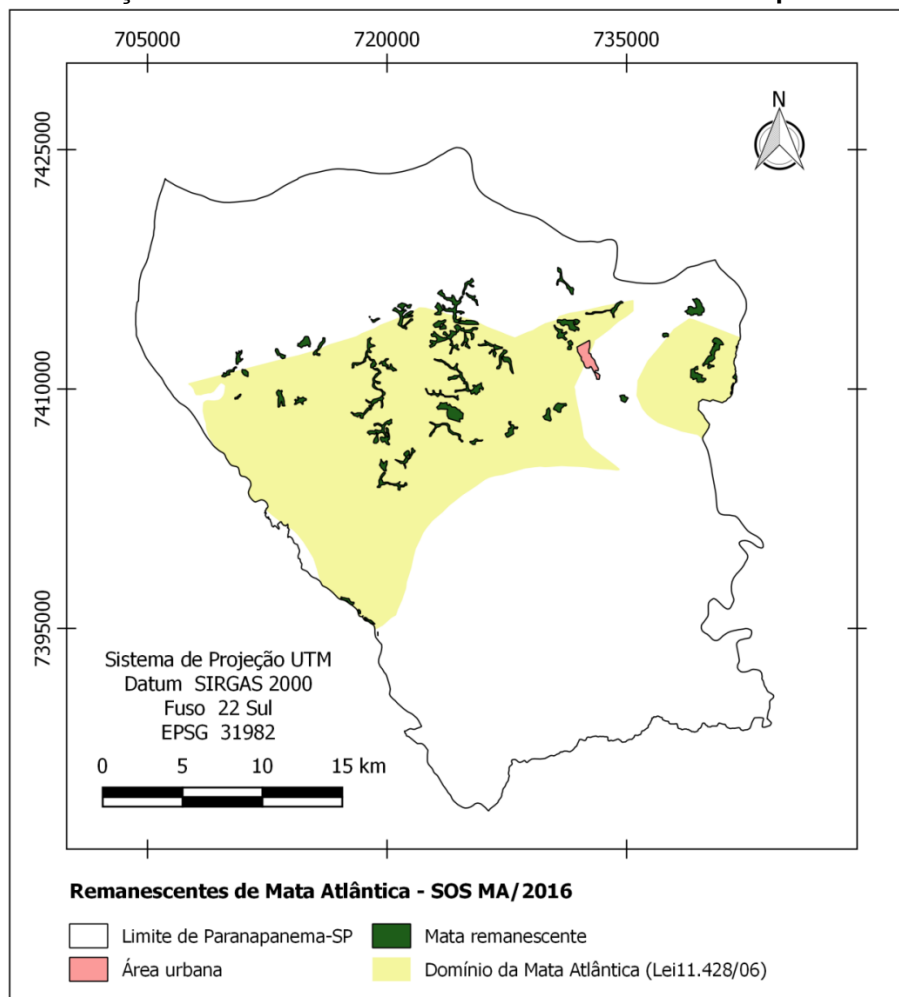 705000 720000 735000
N
7425000
7410000
7395000
Sistema de Projeção UTM
Datum SIRGAS 2000
Fuso 22 Sul
EPSG 31982
0 5 10 15 km
Remanescentes de Mata Atlântica - SOS MA/2016
Limite de Paranapanema-SP
Mata remanescente
Área urbana
Domínio da Mata Atlântica (Lei11.428/06)